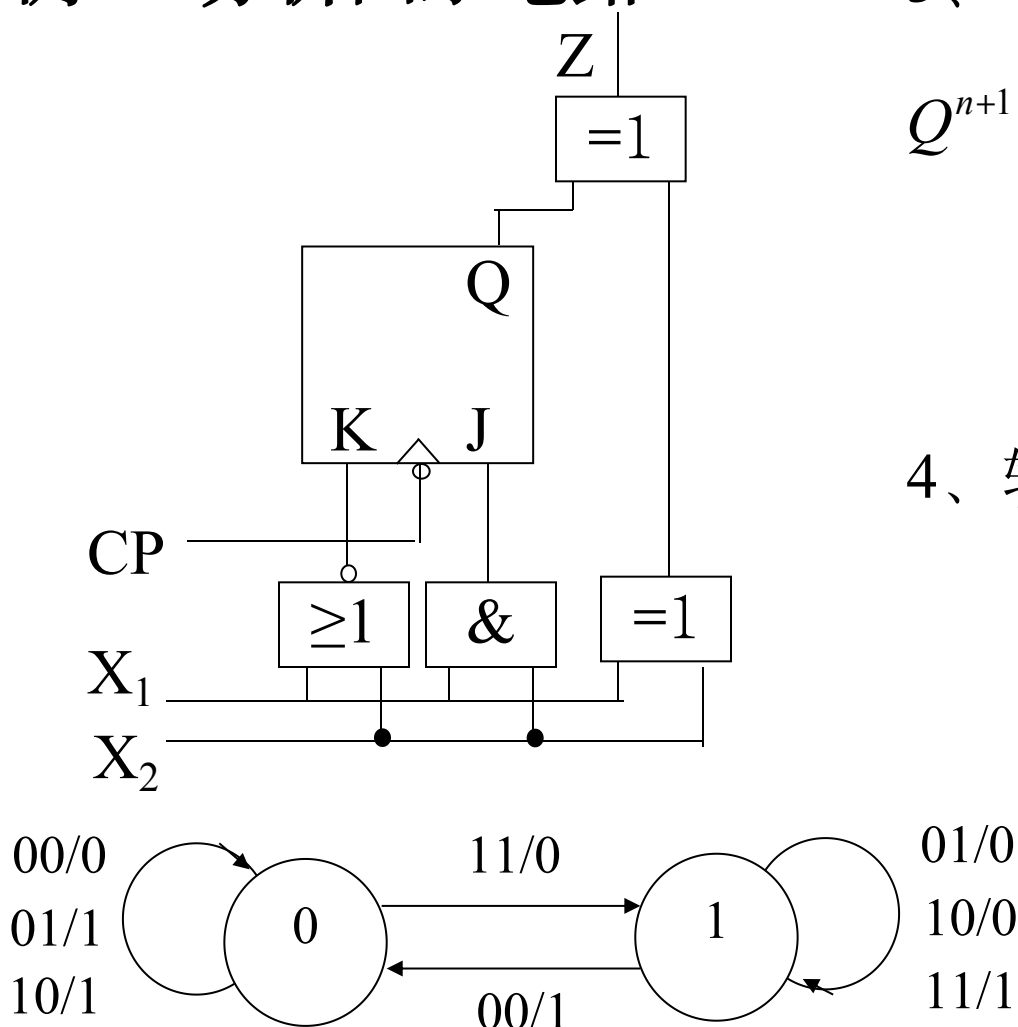 Z
=1
Q^{n+1}
Q
K J
4、
CP
≥1 & =1
X₁
X₂
00/0 11/0 01/0
01/1 0 1 10/0
10/1 00/1 11/1